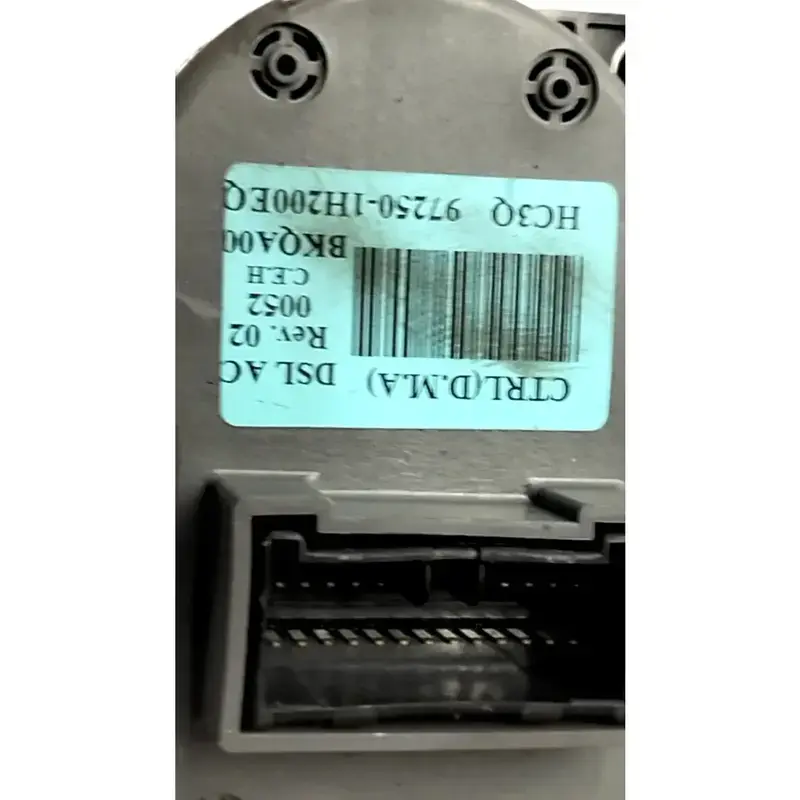 CTRL(D.M.A) DSL AC
Rev. 02
0052
C.E.H
BKQA00
HC3Q 97250-1H200EQ